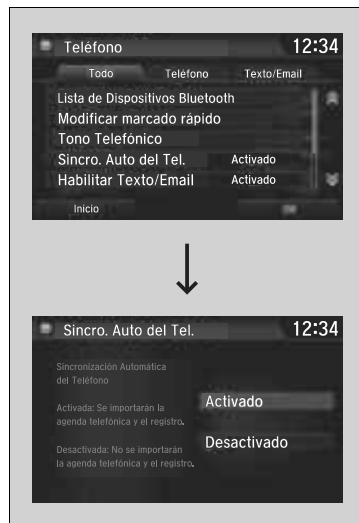 Teléfono 12:34
Todo Teléfono Texto/Email
Lista de Dispositivos Bluetooth
Modificar marcado rápido
Tono Telefónico
Sincro. Auto del Tel. Activado
Habilitar Texto/Email Activado
Inicio
Sincro. Auto del Tel. 12:34
Sincronización Automática
del Teléfono
Activada: Se importarán la
agenda telefónica y el registro.
Desactivada: No se importarán
la agenda telefónica y el registro.
Activado
Desactivado